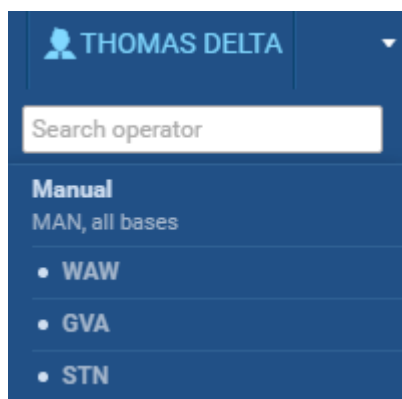 THOMAS DELTA
Search operator
Manual
MAN, all bases
• WAW
• GVA
• STN